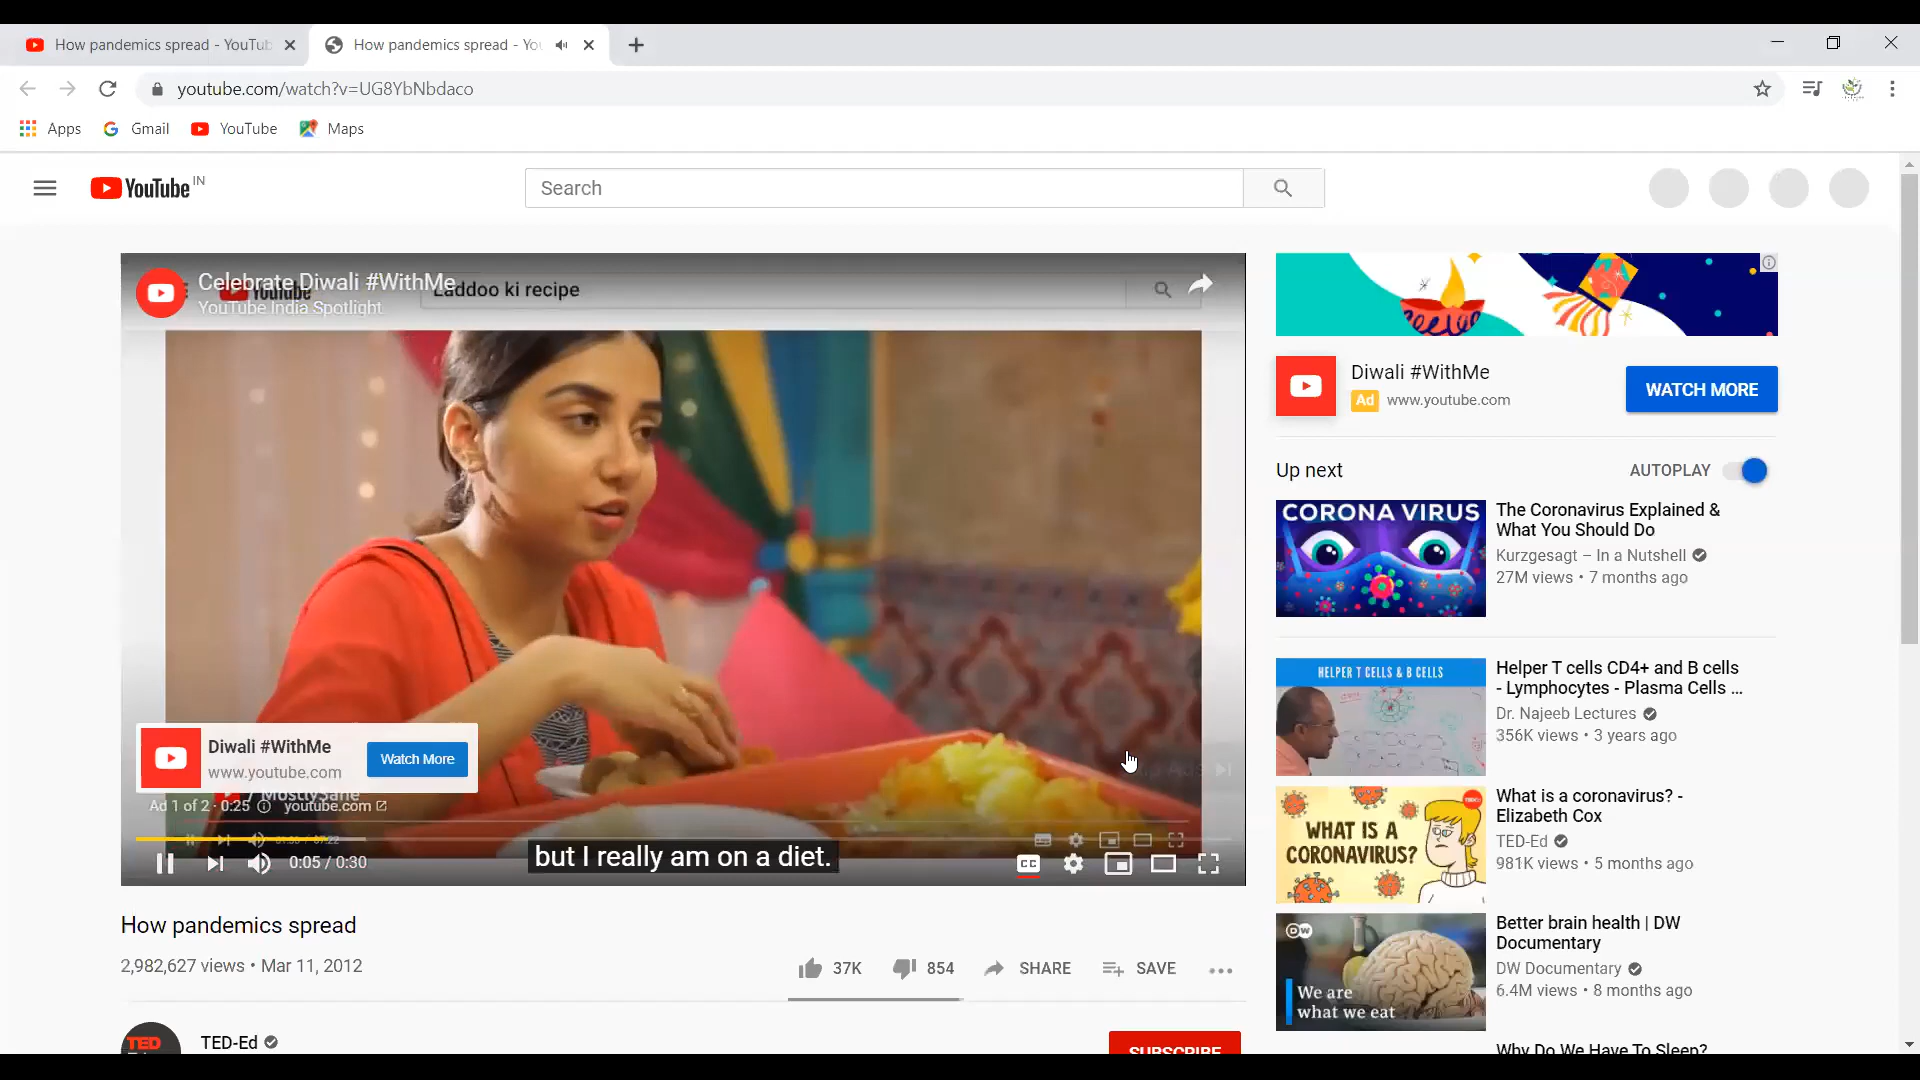 How pandemics spread - YouTub
How pandemics spread - You
youtube.com/watch?v=UG8YbNbdaco
Apps
Gmail
YouTube
Maps
YouTube IN
Search
Celebrate Diwali #WithMe
YouTube India Spotlight
YouTube
Laddoo ki recipe
Diwali #WithMe
www.youtube.com
Watch More
MostlySane
Ad 1 of 2 · 0:25
youtube.com
but I really am on a diet.
0:05 / 0:30
CC
How pandemics spread
2,982,627 views • Mar 11, 2012
37K
854
SHARE
SAVE
TED
TED-Ed
SUBSCRIBE
Diwali #WithMe
Ad www.youtube.com
WATCH MORE
Up next
AUTOPLAY
CORONA VIRUS
The Coronavirus Explained &
What You Should Do
Kurzgesagt – In a Nutshell
27M views • 7 months ago
HELPER T CELLS & B CELLS
Helper T cells CD4+ and B cells
- Lymphocytes - Plasma Cells ...
Dr. Najeeb Lectures
356K views • 3 years ago
WHAT IS A
CORONAVIRUS?
What is a coronavirus? -
Elizabeth Cox
TED-Ed
981K views • 5 months ago
DW
We are
what we eat
Better brain health | DW
Documentary
DW Documentary
6.4M views • 8 months ago
Why Do We Have To Sleep?